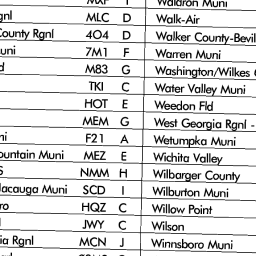 MXF I Waldron Muni
gnl MLC D Walk-Air
County Rgnl 4O4 D Walker County-Bevil
uni 7M1 F Warren Muni
d M83 G Washington/Wilkes
TKI C Water Valley Muni
HOT E Weedon Fld
MEM G West Georgia Rgnl -
ni F21 A Wetumpka Muni
ountain Muni MEZ E Wichita Valley
S NMM H Wilbarger County
lacauga Muni SCD I Wilburton Muni
ro HQZ C Willow Point
l JWY C Wilson
ia Rgnl MCN J Winnsboro Muni